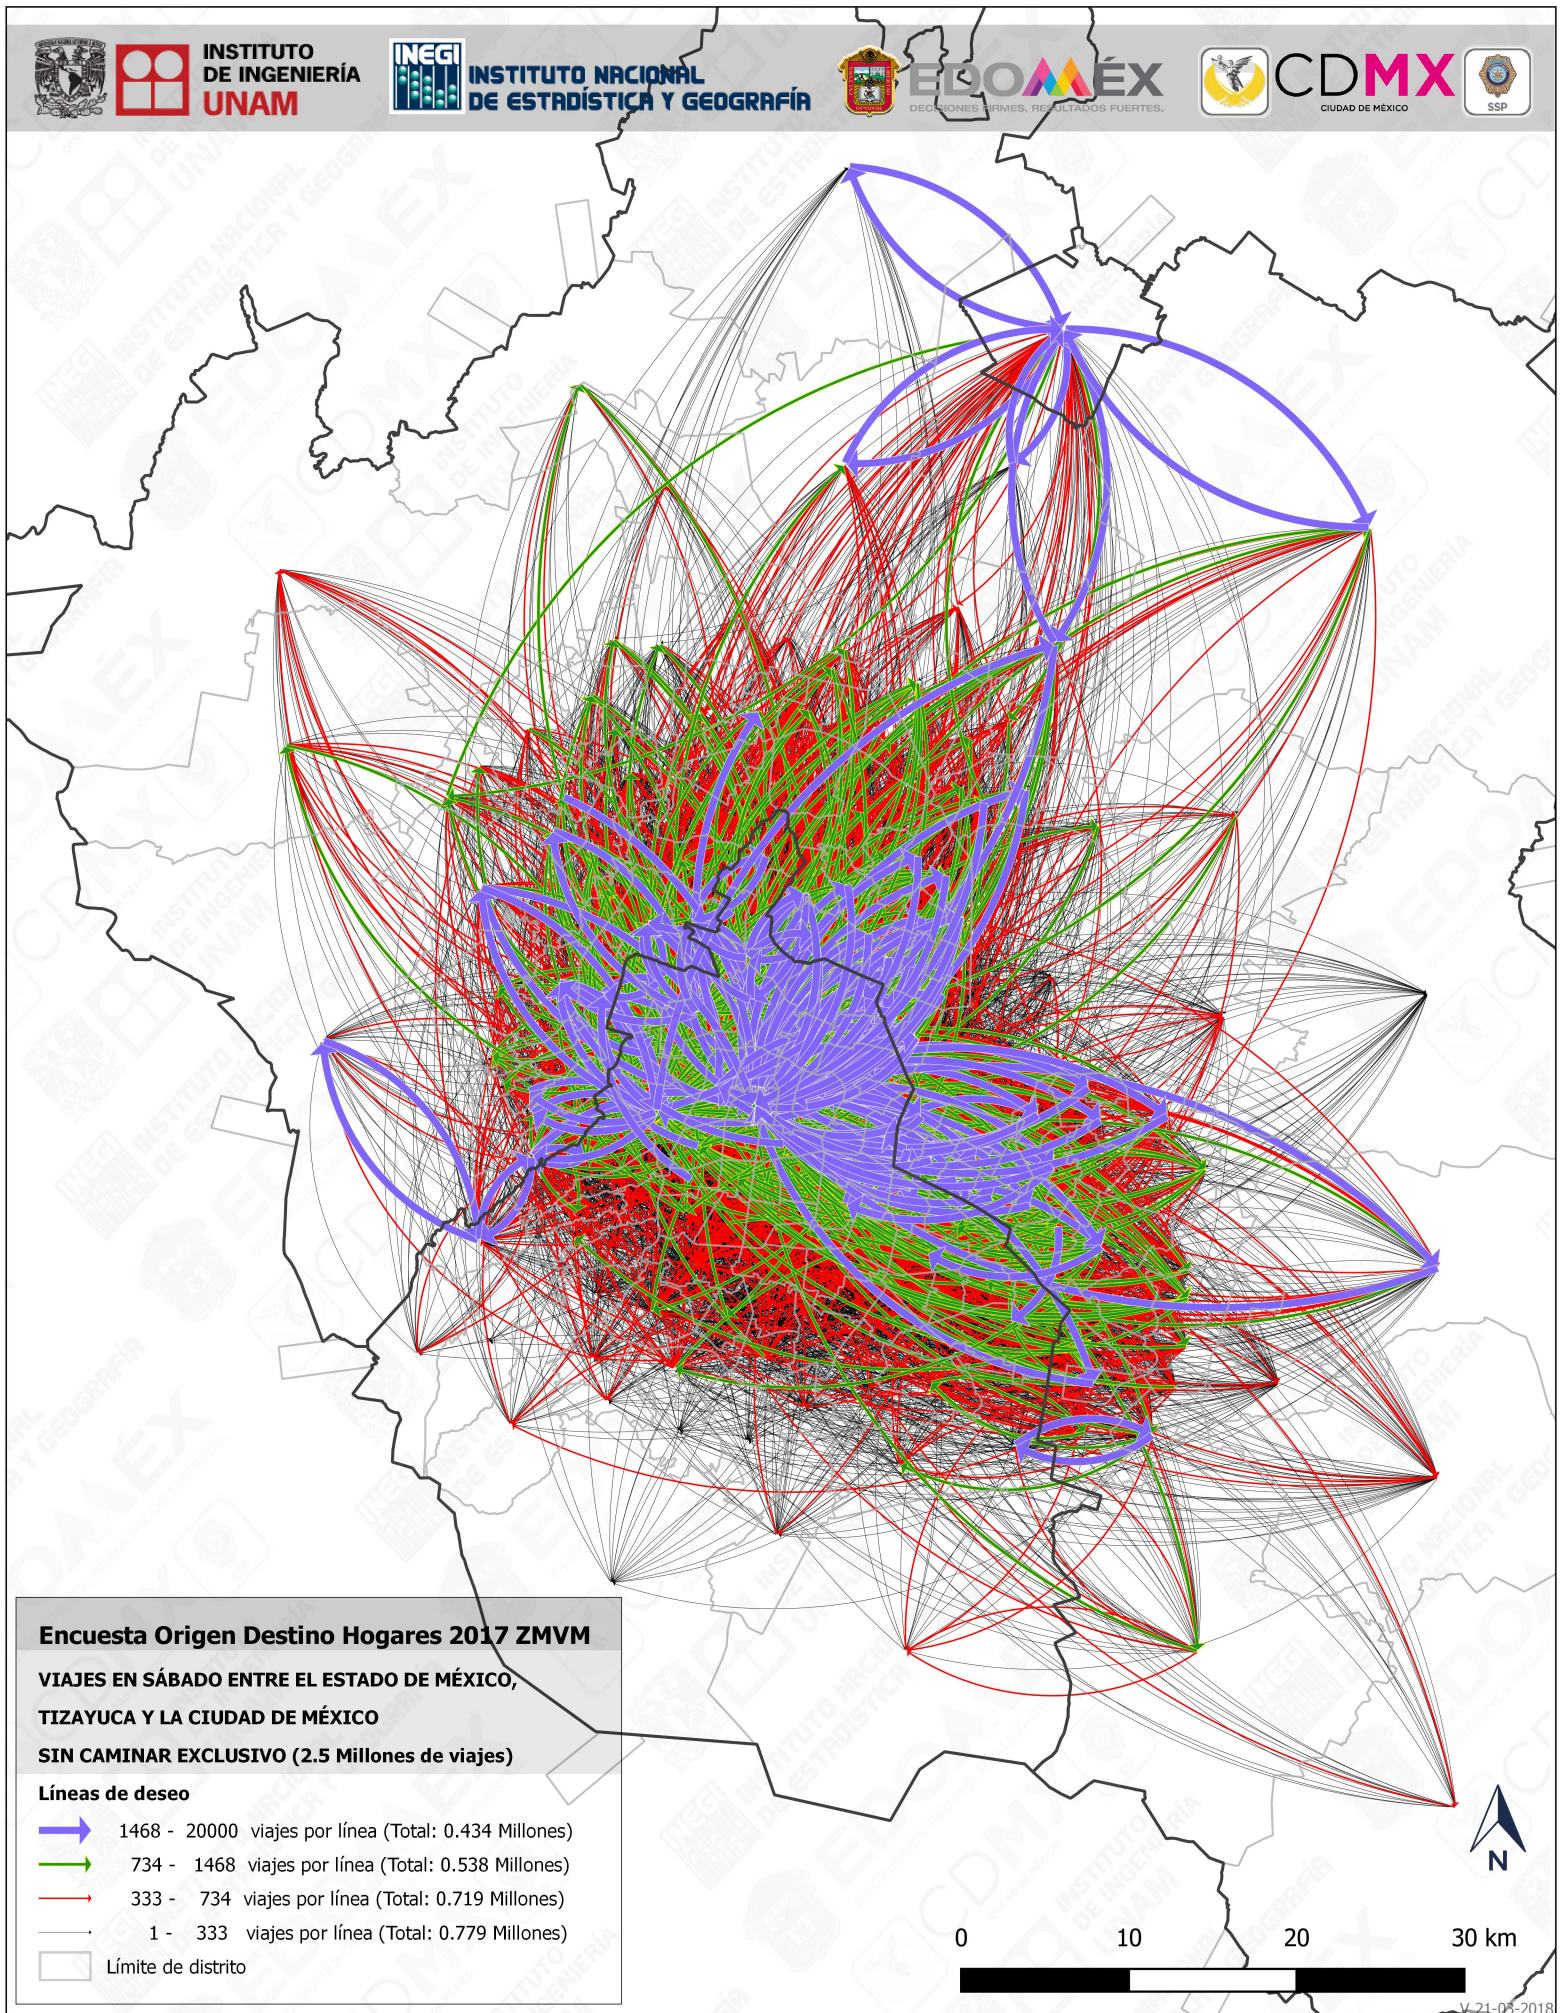 INSTITUTO
DE INGENIERÍA
UNAM
INEGI
INSTITUTO NACIONAL
DE ESTADÍSTICA Y GEOGRAFÍA
EDOMÉX
DECISIONES FIRMES, RESULTADOS FUERTES.
CDMX
CIUDAD DE MÉXICO
SSP
Encuesta Origen Destino Hogares 2017 ZMVM
VIAJES EN SÁBADO ENTRE EL ESTADO DE MÉXICO,
TIZAYUCA Y LA CIUDAD DE MÉXICO
SIN CAMINAR EXCLUSIVO (2.5 Millones de viajes)
Líneas de deseo
1468 - 20000 viajes por línea (Total: 0.434 Millones)
734 - 1468 viajes por línea (Total: 0.538 Millones)
333 - 734 viajes por línea (Total: 0.719 Millones)
1 - 333 viajes por línea (Total: 0.779 Millones)
Límite de distrito
N
0 10 20 30 km